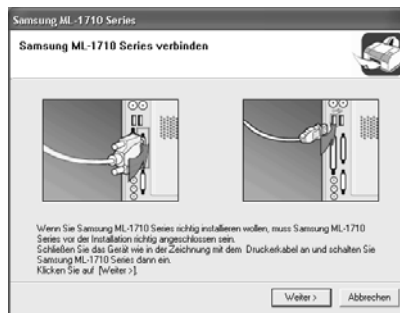 Samsung ML-1710 Series
Samsung ML-1710 Series verbinden
Wenn Sie Samsung ML-1710 Series richtig installieren wollen, muss Samsung ML-1710
Series vor der Installation richtig angeschlossen sein.
Schließen Sie das Gerät wie in der Zeichnung mit dem Druckerkabel an und schalten Sie
Samsung ML-1710 Series dann ein.
Klicken Sie auf [Weiter >].
Weiter >
Abbrechen